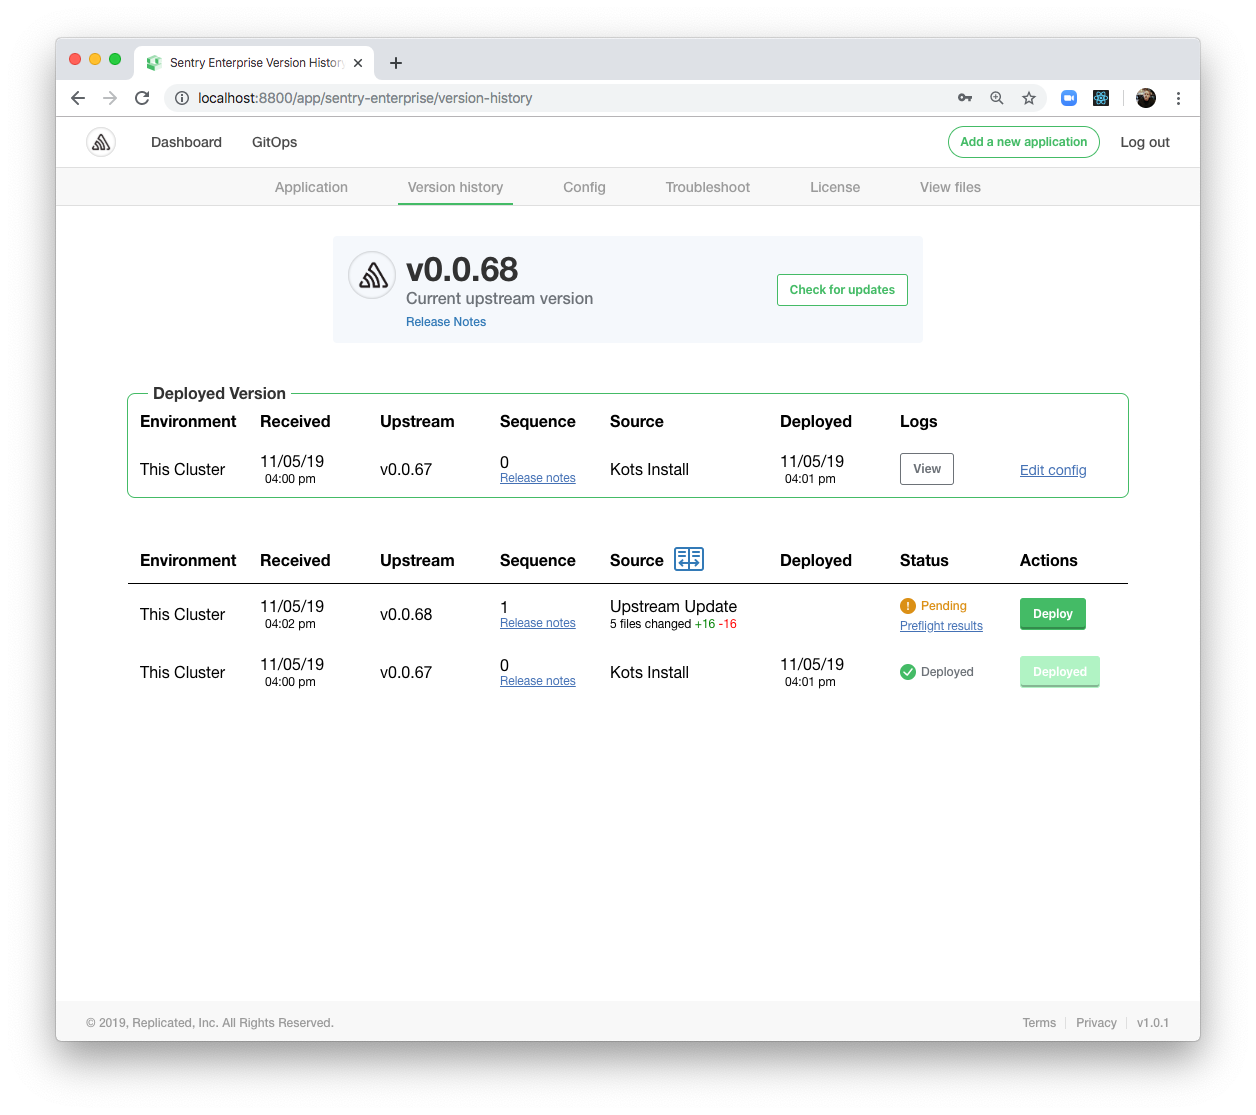 Sentry Enterprise Version Histor
localhost:8800/app/sentry-enterprise/version-history
Dashboard GitOps Add a new application Log out
Application Version history Config Troubleshoot License View files
v0.0.68
Current upstream version
Release Notes
Check for updates
Deployed Version
Environment Received Upstream Sequence Source Deployed Logs
This Cluster 11/05/19 04:00 pm v0.0.67 0 Release notes Kots Install 11/05/19 04:01 pm View Edit config
Environment Received Upstream Sequence Source Deployed Status Actions
This Cluster 11/05/19 04:02 pm v0.0.68 1 Release notes Upstream Update 5 files changed +16 -16 Pending Preflight results Deploy
This Cluster 11/05/19 04:00 pm v0.0.67 0 Release notes Kots Install 11/05/19 04:01 pm Deployed Deployed
© 2019, Replicated, Inc. All Rights Reserved. Terms Privacy v1.0.1